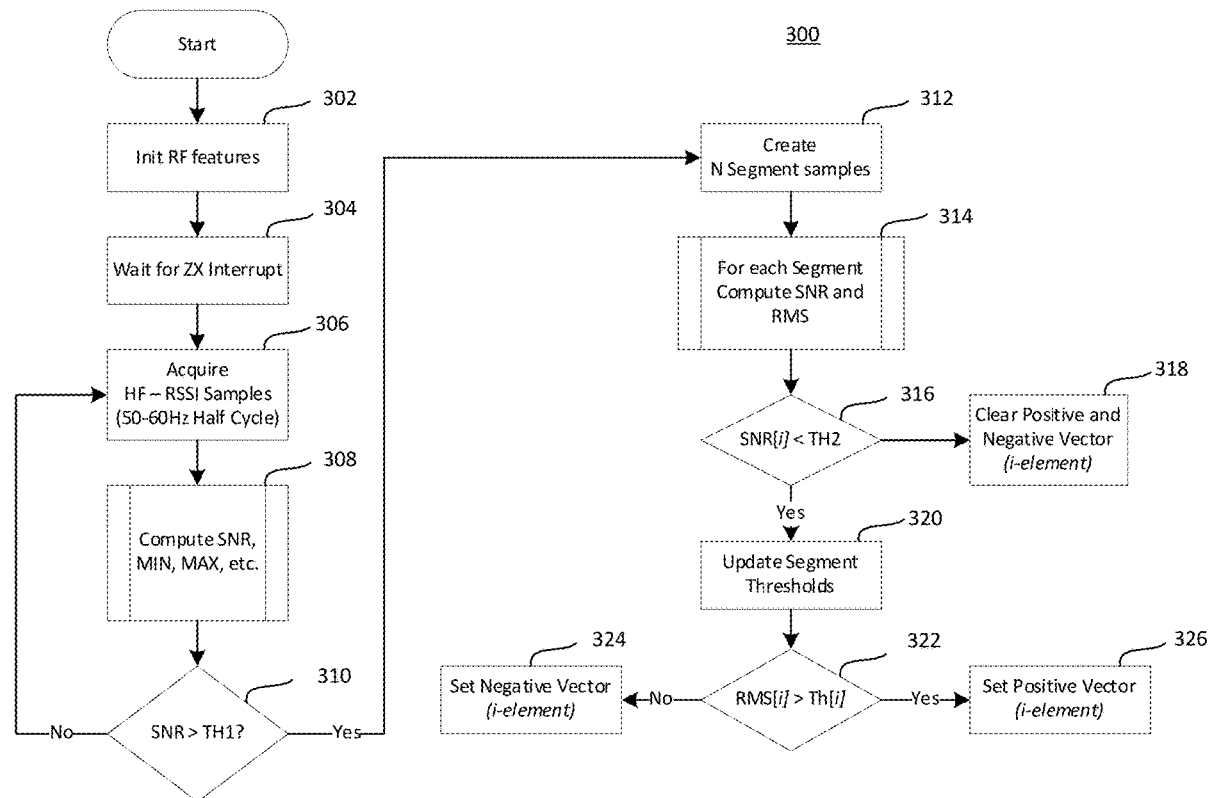 300
Start
302
Init RF features
304
Wait for ZX Interrupt
306
Acquire
HF – RSSI Samples
(50-60Hz Half Cycle)
308
Compute SNR,
MIN, MAX, etc.
310
SNR > TH1?
No
Yes
312
Create
N Segment samples
314
For each Segment
Compute SNR and
RMS
316
SNR[i] < TH2
318
Clear Positive and
Negative Vector
(i-element)
Yes
320
Update Segment
Thresholds
322
RMS[i] > Th[i]
No
Yes
324
Set Negative Vector
(i-element)
326
Set Positive Vector
(i-element)